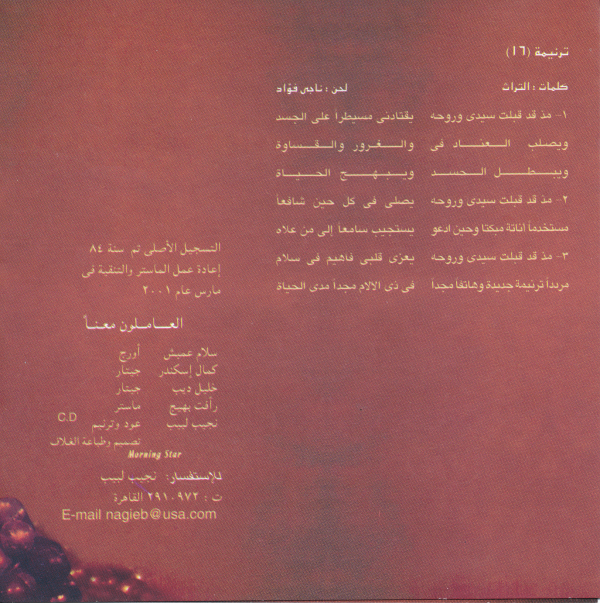 ترنيمة (١٦)
كلمات : التراث لحن : ناجى فؤاد
١- مذ قد قبلت سيدى وروحه يقتادنى مسيطراً على الجسد
ويصلب العناد فى والغرور والقساوة
ويبطل الحسد ويبهج الحياة
٢- مذ قد قبلت سيدى وروحه يصلى فى كل حين شافعاً
مستخدماً اناتة مبكتا وحين ادعو يستجيب سامعاً إلى من علاه
٣- مذ قد قبلت سيدى وروحه يعزى قلبى فاهيم فى سلام
مردداً ترنيمة جديدة وهاتفاً مجداً فى ذى الالام مجداً مدى الحياة
التسجيل الأصلى تم سنة ٨٤
إعادة عمل الماستر والتنقية فى
مارس عام ٢٠٠١
العاملون معناً
سلام عميش أورج
كمال إسكندر جيتار
خليل ديب جيتار
رأفت بهيج ماستر
نجيب لبيب عود وترنيم C.D
تصميم وطباعة الغلاف
Morning Star
للإستفسار: نجيب لبيب
ت : ٢٩١٠٩٧٢ القاهرة
E-mail nagieb@usa.com